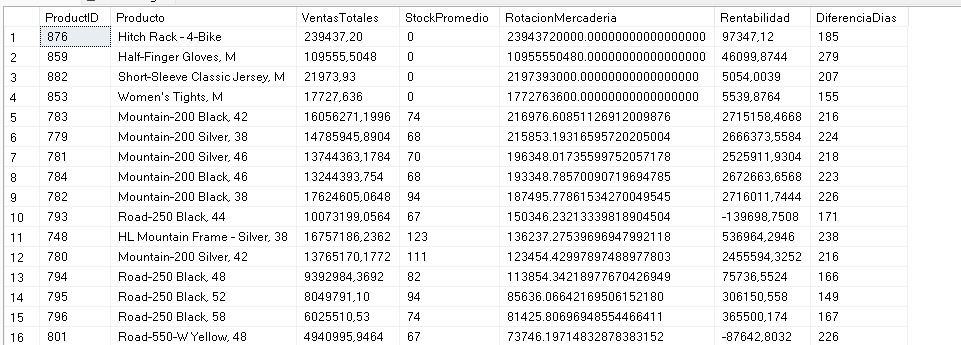 ProductID Producto VentasTotales StockPromedio RotacionMercaderia Rentabilidad DiferenciaDias
1 876 Hitch Rack - 4-Bike 239437,20 0 23943720000.0000000000000000 97347,12 185
2 859 Half-Finger Gloves, M 109555,5048 0 10955550480.0000000000000000 46099,8744 279
3 882 Short-Sleeve Classic Jersey, M 21973,93 0 2197393000.0000000000000000 5054,0039 207
4 853 Women's Tights, M 17727,636 0 1772763600.0000000000000000 5539,8764 155
5 783 Mountain-200 Black, 42 16056271,1996 74 216976.60851126912009876 2715158,4668 216
6 779 Mountain-200 Silver, 38 14785945,8904 68 215853.19316595720205004 2666373,5584 224
7 781 Mountain-200 Silver, 46 13744363,1784 70 196348.01735599752057178 2525911,9304 218
8 784 Mountain-200 Black, 46 13244393,754 68 193348.78570090719694785 2672663,6568 223
9 782 Mountain-200 Black, 38 17624605,0648 94 187495.77861534270049545 2716011,7444 226
10 793 Road-250 Black, 44 10073199,0564 67 150346.23213339818904504 -139698,7508 171
11 748 HL Mountain Frame - Silver, 38 16757186,2362 123 136237.27539696947992118 536964,2946 238
12 780 Mountain-200 Silver, 42 13765170,1772 111 123454.42997897488977803 2455594,3252 216
13 794 Road-250 Black, 48 9392984,3692 82 113854.34218977670426949 75736,5524 166
14 795 Road-250 Black, 52 8049791,10 94 85636.06642169506152180 306150,558 149
15 796 Road-250 Black, 58 6025510,53 74 81425.80696948554466411 365500,174 167
16 801 Road-550-W Yellow, 48 4940995,9464 67 73746.19714832878383152 -87642,8032 226